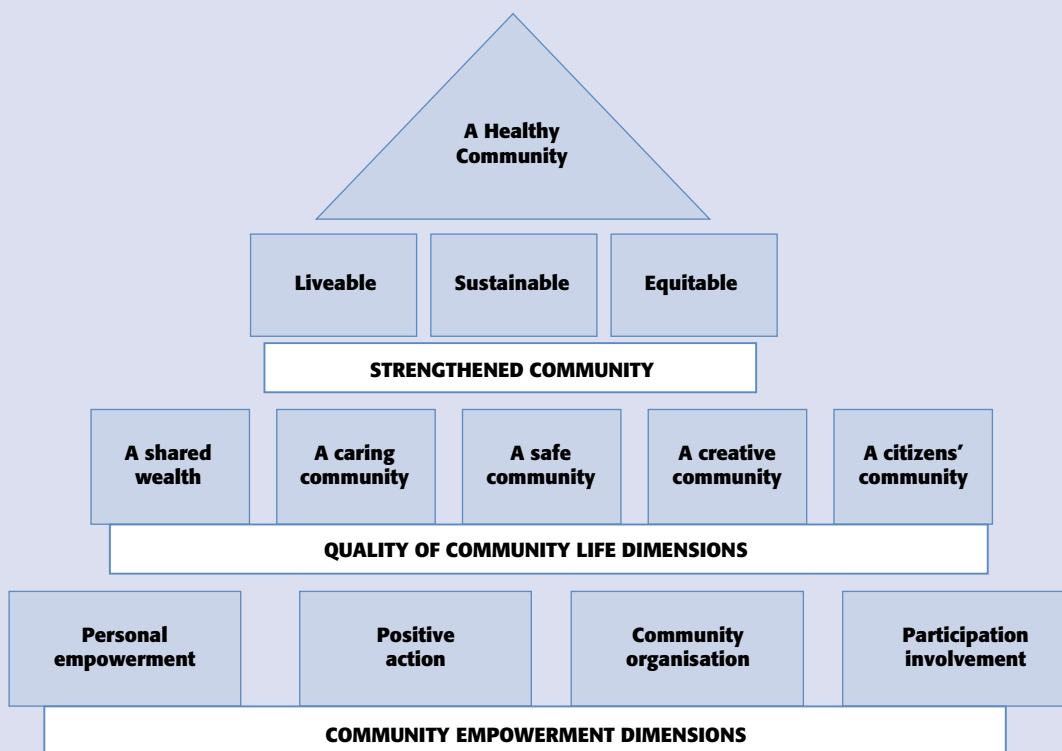 A Healthy
Community
Liveable
Sustainable
Equitable
STRENGTHENED COMMUNITY
A shared
wealth
A caring
community
A safe
community
A creative
community
A citizens’
community
QUALITY OF COMMUNITY LIFE DIMENSIONS
Personal
empowerment
Positive
action
Community
organisation
Participation
involvement
COMMUNITY EMPOWERMENT DIMENSIONS